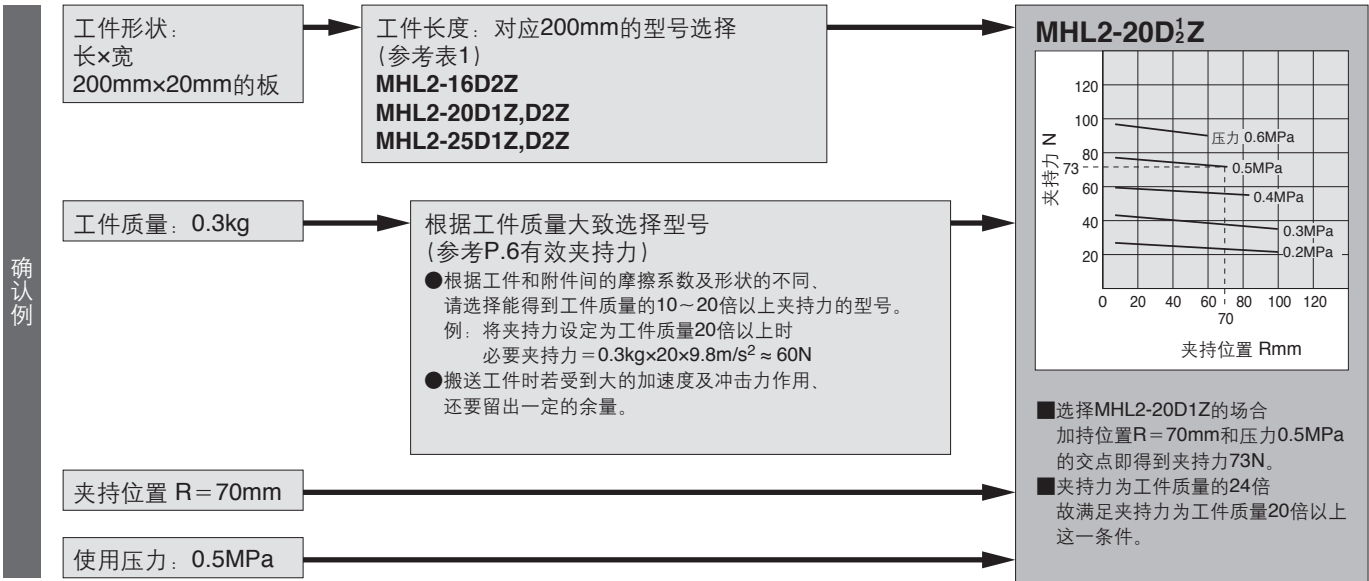 确认例
工件形状：
长×宽
200mm×20mm的板
工件长度：对应200mm的型号选择
（参考表1）
MHL2-16D2Z
MHL2-20D1Z,D2Z
MHL2-25D1Z,D2Z
工件质量：0.3kg
根据工件质量大致选择型号
（参考P.6有效夹持力）
●根据工件和附件间的摩擦系数及形状的不同、
请选择能得到工件质量的10～20倍以上夹持力的型号。
例：将夹持力设定为工件质量20倍以上时
必要夹持力＝0.3kg×20×9.8m/s² ≈ 60N
●搬送工件时若受到大的加速度及冲击力作用、
还要留出一定的余量。
夹持位置 R＝70mm
使用压力：0.5MPa
MHL2-20D½Z
夹持力 N
120
100
80
73
60
40
20
压力 0.6MPa
0.5MPa
0.4MPa
0.3MPa
0.2MPa
0 20 40 60 80 100 120
70
夹持位置 Rmm
■选择MHL2-20D1Z的场合
加持位置R＝70mm和压力0.5MPa
的交点即得到夹持力73N。
■夹持力为工件质量的24倍
故满足夹持力为工件质量20倍以上
这一条件。